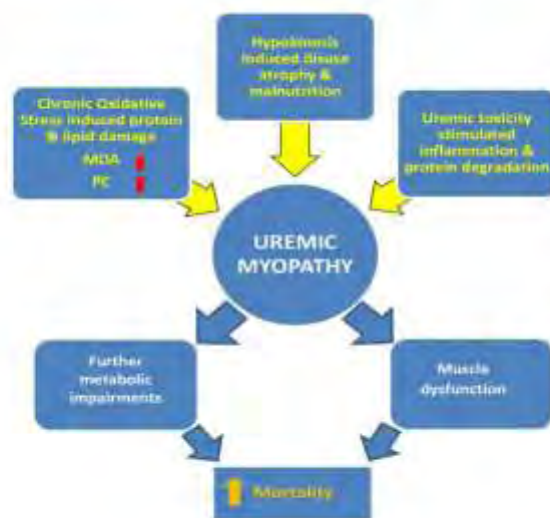 Hypokinesis
induced disuse
atrophy &
malnutrition
Chronic Oxidative
Stress induced protein
& lipid damage
MDA
PC
Uremic toxicity
stimulated
inflammation &
protein degradation
UREMIC
MYOPATHY
Further
metabolic
impairments
Muscle
dysfunction
Mortality